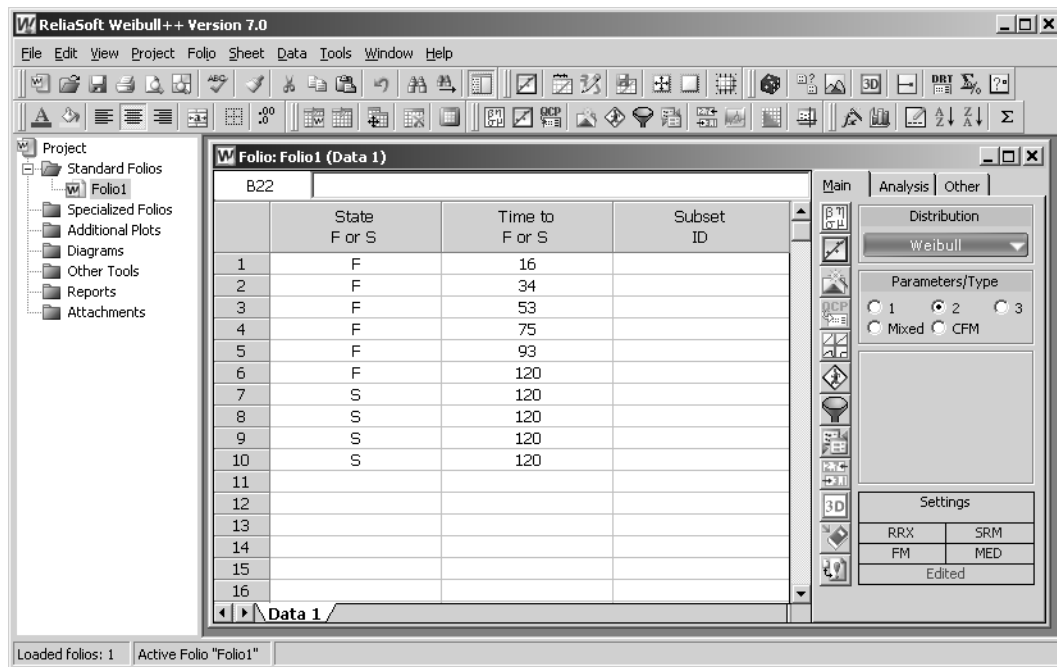 ReliaSoft Weibull++ Version 7.0
File Edit View Project Folio Sheet Data Tools Window Help
Project
Standard Folios
Folio1
Specialized Folios
Additional Plots
Diagrams
Other Tools
Reports
Attachments
Folio: Folio1 (Data 1)
B22
State Time to Subset
F or S F or S ID
1 F 16
2 F 34
3 F 53
4 F 75
5 F 93
6 F 120
7 S 120
8 S 120
9 S 120
10 S 120
11
12
13
14
15
16
Data 1
Main Analysis Other
Distribution
Weibull
Parameters/Type
1 2 3
Mixed CFM
QCP
3D
Settings
RRX SRM
FM MED
Edited
Loaded folios: 1 Active Folio "Folio1"